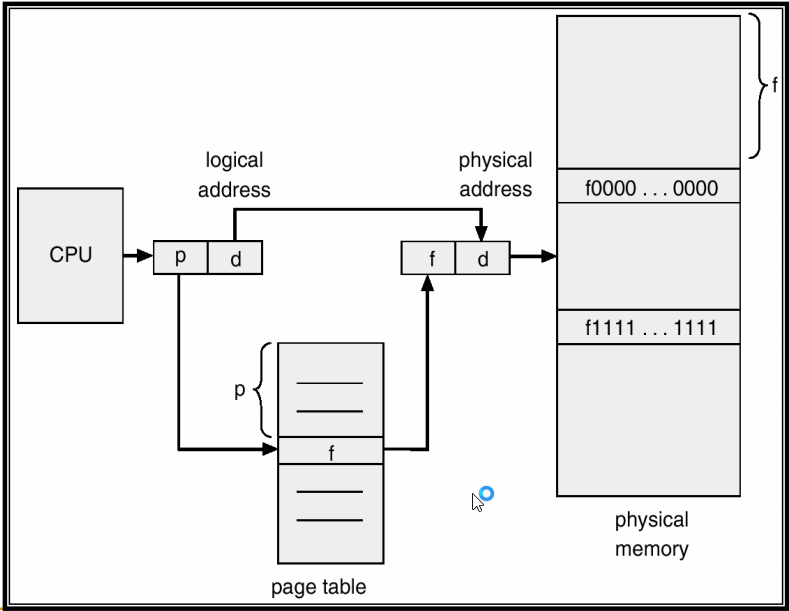 f
logical
address
physical
address
f0000 . . . 0000
CPU
p
d
f
d
f1111 . . . 1111
p
f
physical
memory
page table